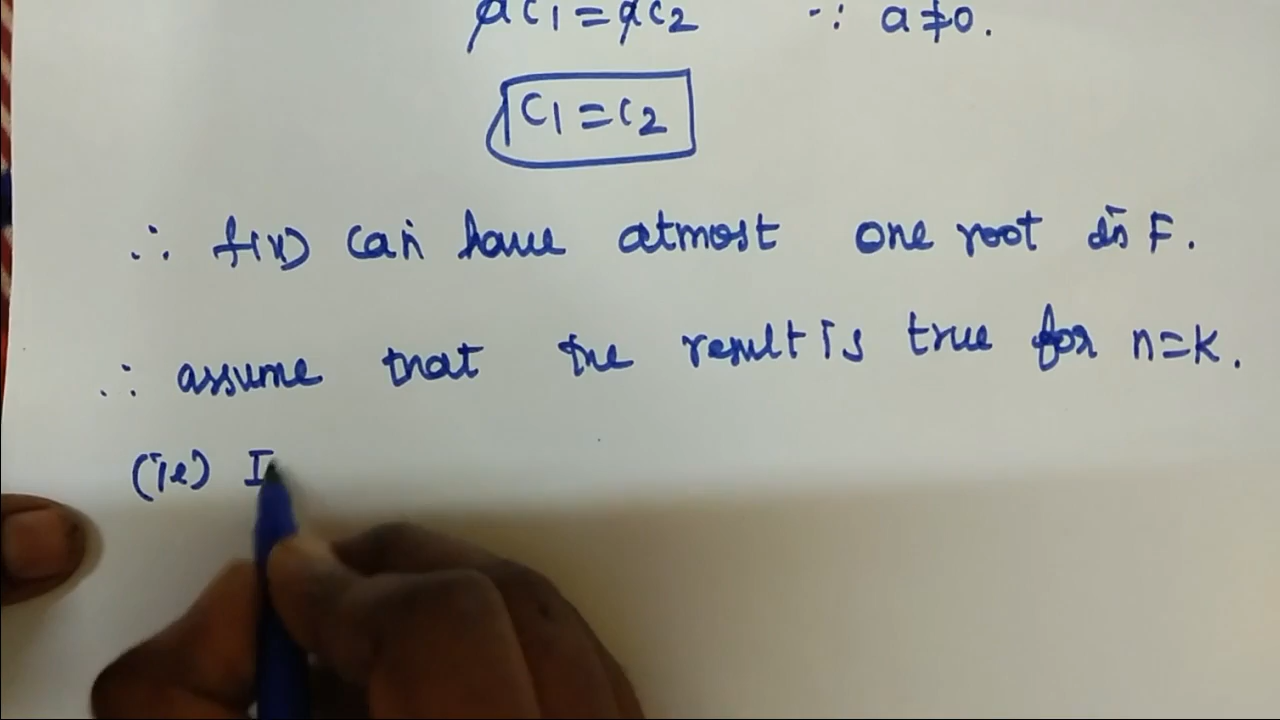 ac₁ = ac₂ ∵ a ≠ 0.
c₁ = c₂
∴ f(x) can have atmost one root in F.
∴ assume that the result is true for n = k.
(ie) I